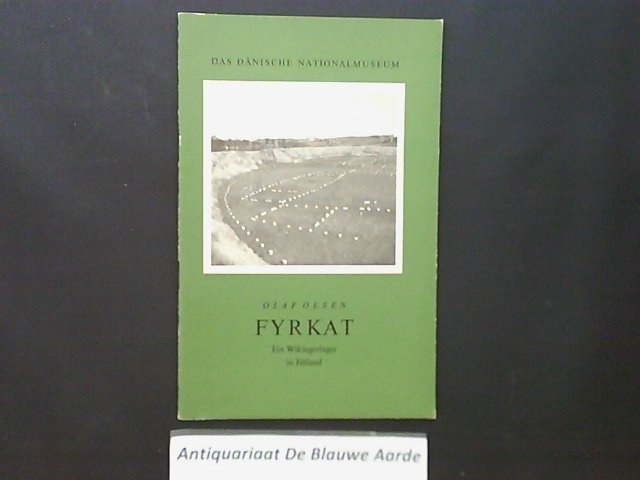 DAS DÄNISCHE NATIONALMUSEUM
OLAF OLSEN
FYRKAT
Ein Wikingerlager
in Jütland
Antiquariaat De Blauwe Aarde